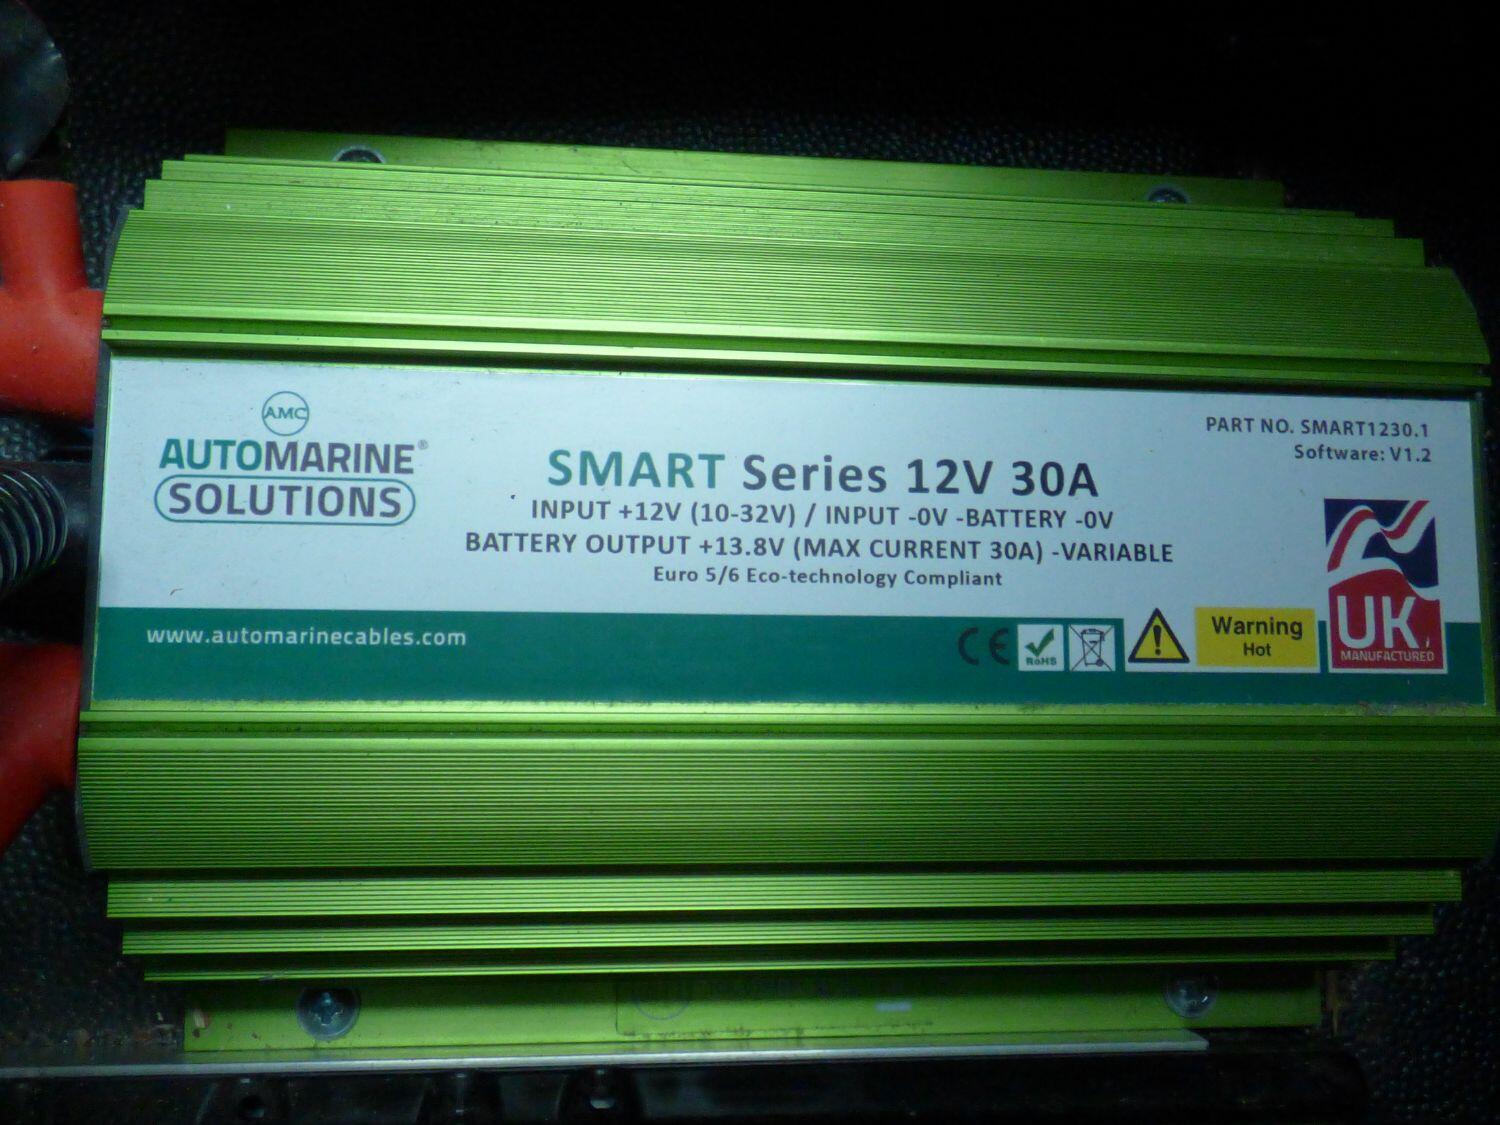 AMC
AUTOMARINE®
SOLUTIONS
PART NO. SMART1230.1
Software: V1.2
SMART Series 12V 30A
INPUT +12V (10-32V) / INPUT -0V -BATTERY -0V
BATTERY OUTPUT +13.8V (MAX CURRENT 30A) -VARIABLE
Euro 5/6 Eco-technology Compliant
www.automarinecables.com
CE
RoHS
Warning
Hot
UK
MANUFACTURED